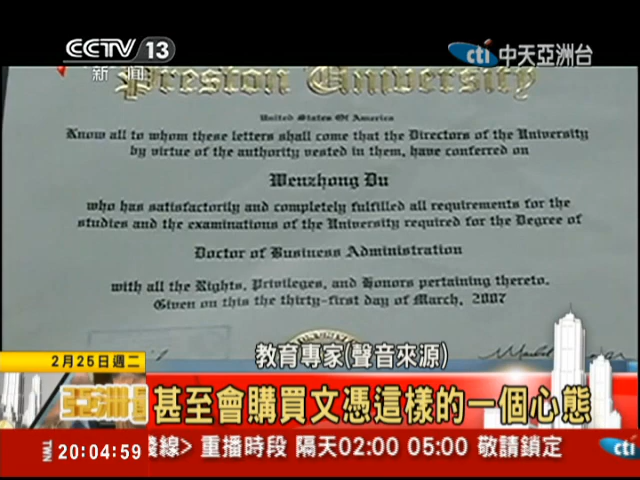 CCTV 13
新闻
cti 中天亞洲台
Preston University
United States Of America
Know all to whom these letters shall come that the Directors of the University
by virtue of the authority vested in them, have conferred on
Wenzhong Du
who has satisfactorily and completely fulfilled all requirements for the
studies and the examinations of the University required for the Degree of
Doctor of Business Administration
with all the Rights, Privileges, and Honors pertaining thereto.
Given on this the thirty-first day of March, 2007
2月25日週二
教育專家(聲音來源)
亞洲
甚至會購買文憑這樣的一個心態
TWN 20:04:59
線> 重播時段 隔天02:00 05:00 敬請鎖定
cti